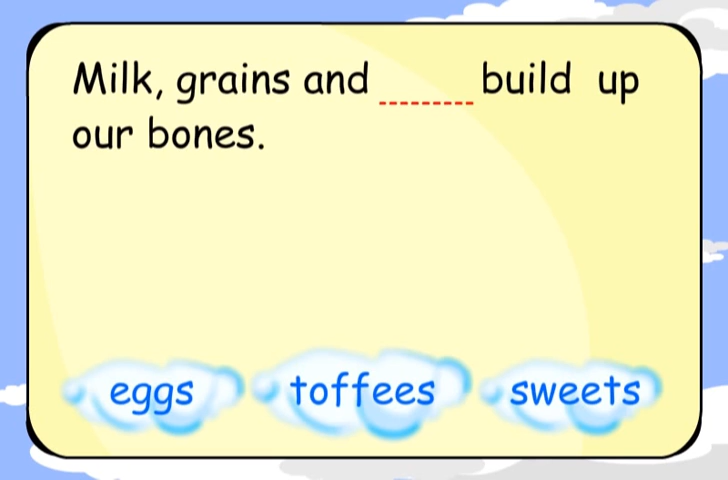 Milk, grains and ......... build up
our bones.
eggs toffees sweets